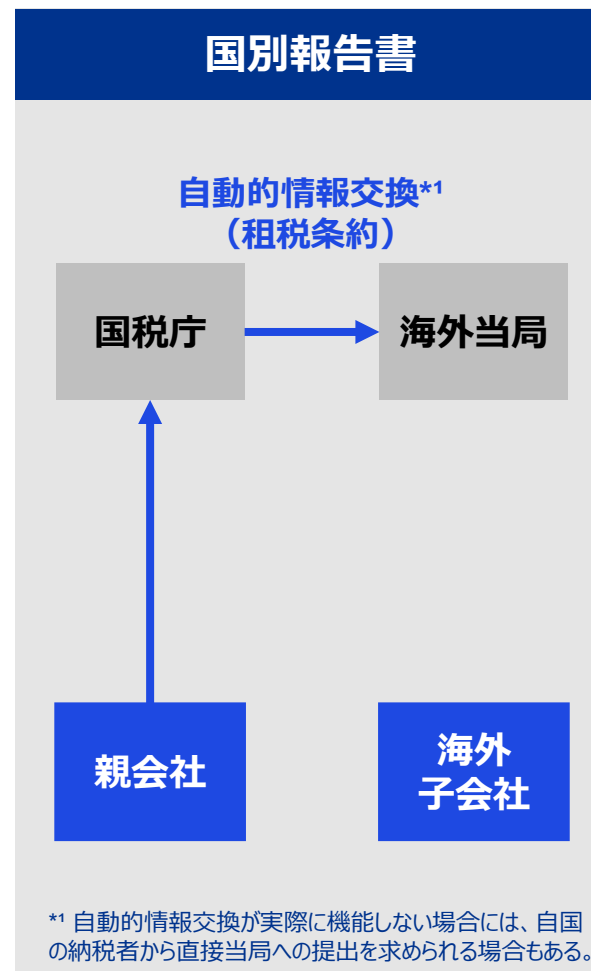 国別報告書
自動的情報交換*¹
（租税条約）
国税庁
海外当局
親会社
海外
子会社
*¹ 自動的情報交換が実際に機能しない場合には、自国
の納税者から直接当局への提出を求められる場合もある。